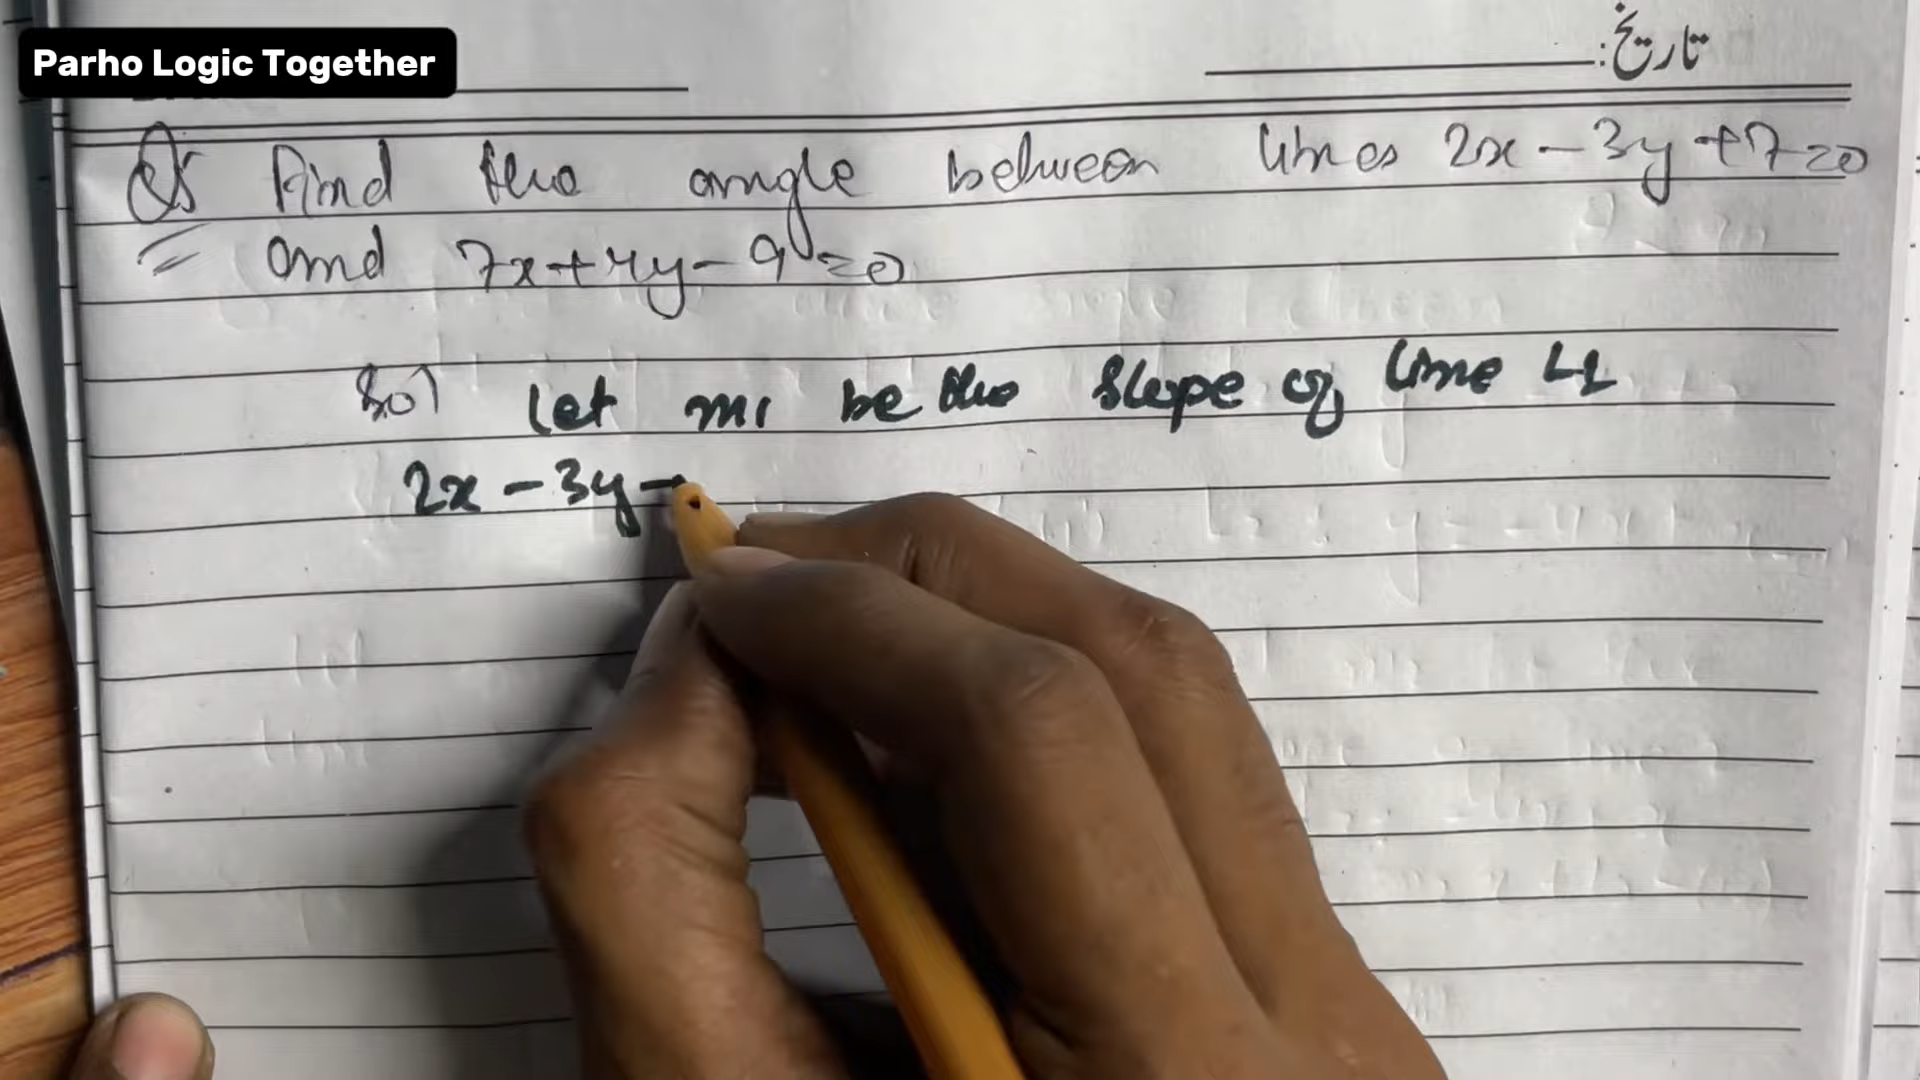 Parho Logic Together
تاریخ:
Q5 Find the angle between lines 2x - 3y + 7 = 0
and 7x + 4y - 9 = 0
Sol Let m1 be the slope of line L1
2x - 3y -